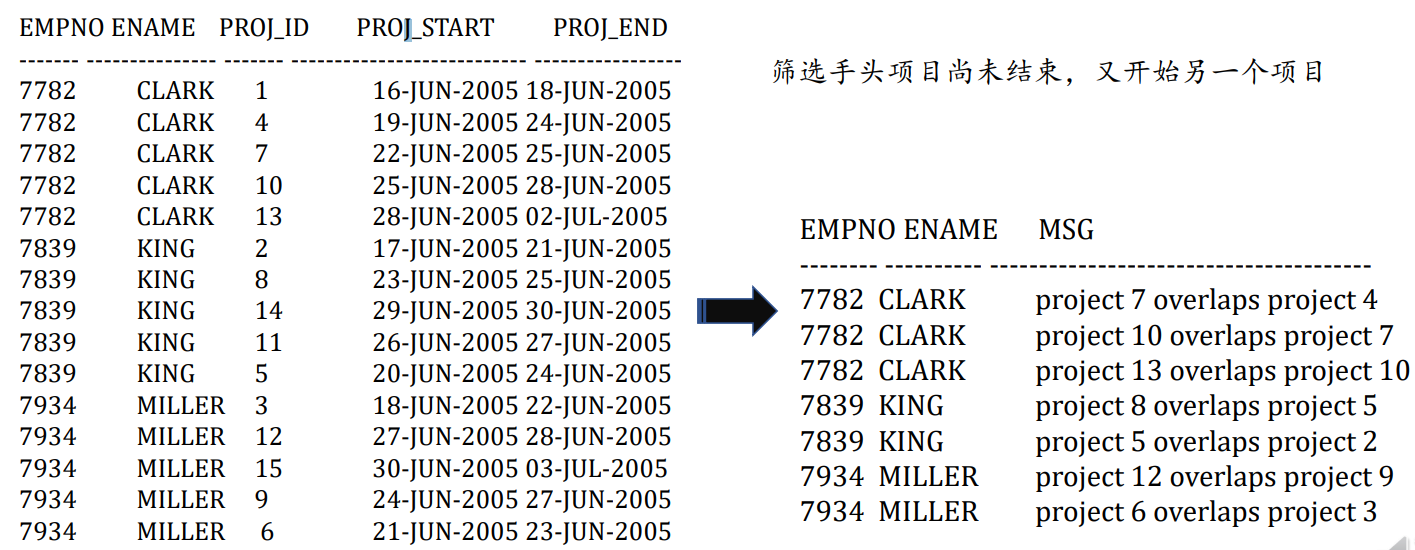 EMPNO ENAME PROJ_ID PROJ_START PROJ_END
------- --------------- ------- --------------------------- -----------------
7782 CLARK 1 16-JUN-2005 18-JUN-2005
7782 CLARK 4 19-JUN-2005 24-JUN-2005
7782 CLARK 7 22-JUN-2005 25-JUN-2005
7782 CLARK 10 25-JUN-2005 28-JUN-2005
7782 CLARK 13 28-JUN-2005 02-JUL-2005
7839 KING 2 17-JUN-2005 21-JUN-2005
7839 KING 8 23-JUN-2005 25-JUN-2005
7839 KING 14 29-JUN-2005 30-JUN-2005
7839 KING 11 26-JUN-2005 27-JUN-2005
7839 KING 5 20-JUN-2005 24-JUN-2005
7934 MILLER 3 18-JUN-2005 22-JUN-2005
7934 MILLER 12 27-JUN-2005 28-JUN-2005
7934 MILLER 15 30-JUN-2005 03-JUL-2005
7934 MILLER 9 24-JUN-2005 27-JUN-2005
7934 MILLER 6 21-JUN-2005 23-JUN-2005
筛选手头项目尚未结束，又开始另一个项目
EMPNO ENAME MSG
-------- ---------- ---------------------------------------
7782 CLARK project 7 overlaps project 4
7782 CLARK project 10 overlaps project 7
7782 CLARK project 13 overlaps project 10
7839 KING project 8 overlaps project 5
7839 KING project 5 overlaps project 2
7934 MILLER project 12 overlaps project 9
7934 MILLER project 6 overlaps project 3